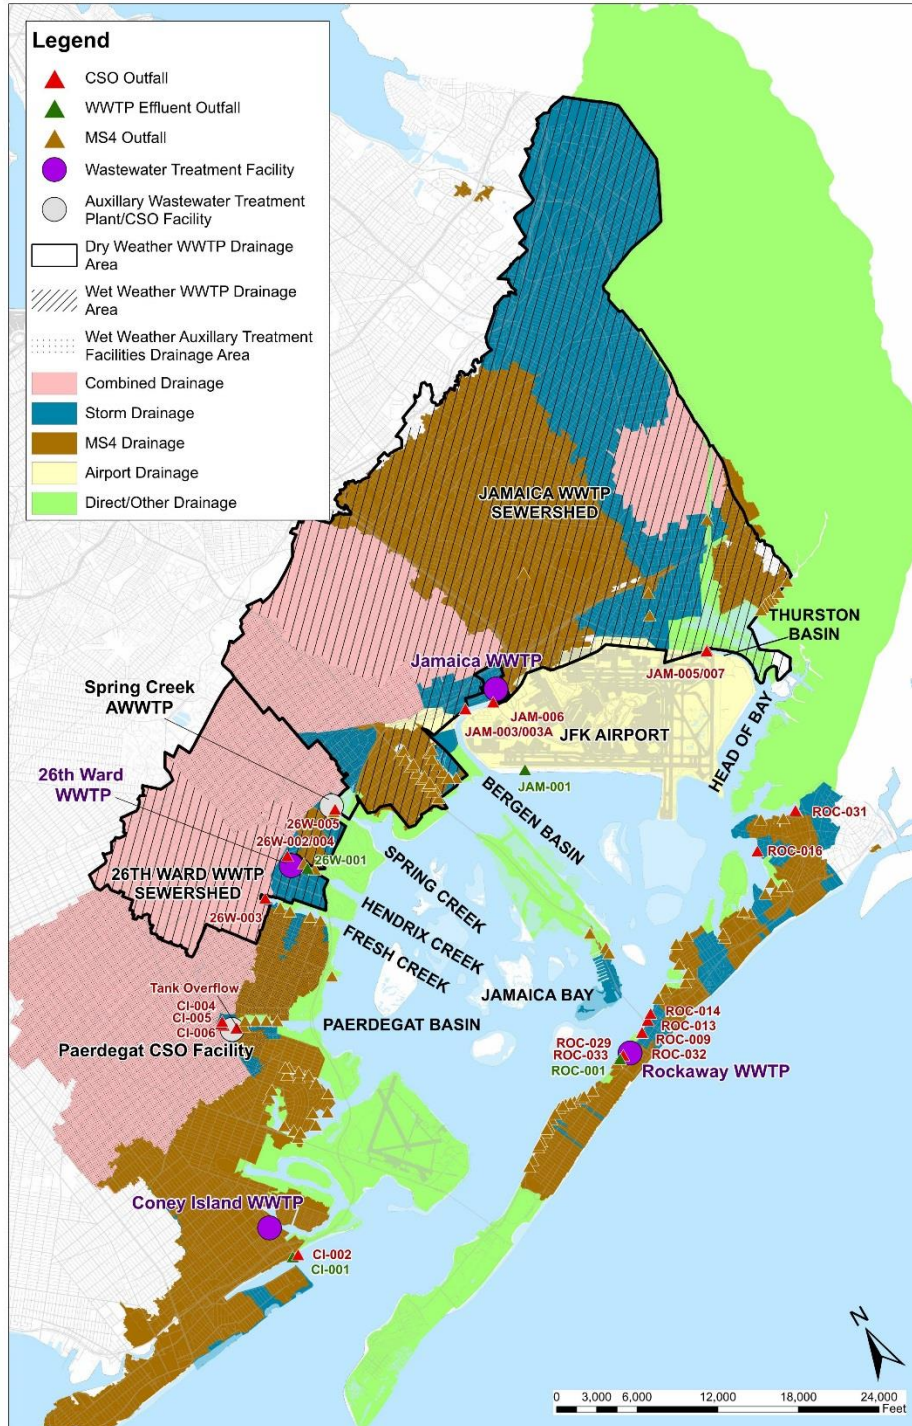 Legend
CSO Outfall
WWTP Effluent Outfall
MS4 Outfall
Wastewater Treatment Facility
Auxillary Wastewater Treatment
Plant/CSO Facility
Dry Weather WWTP Drainage
Area
Wet Weather WWTP Drainage
Area
Wet Weather Auxillary Treatment
Facilities Drainage Area
Combined Drainage
Storm Drainage
MS4 Drainage
Airport Drainage
Direct/Other Drainage
JAMAICA WWTP
SEWERSHED
THURSTON
BASIN
Jamaica WWTP
JAM-005/007
Spring Creek
AWWTP
JAM-006
JAM-003/003A
JFK AIRPORT
HEAD OF BAY
26th Ward
WWTP
JAM-001
BERGEN BASIN
ROC-031
26W-005
26W-002/004
26W-001
ROC-016
SPRING CREEK
26TH WARD WWTP
SEWERSHED
26W-003
HENDRIX CREEK
FRESH CREEK
Tank Overflow
CI-004
CI-005
CI-006
JAMAICA BAY
PAERDEGAT BASIN
Paerdegat CSO Facility
ROC-014
ROC-013
ROC-009
ROC-029
ROC-033
ROC-032
ROC-001
Rockaway WWTP
Coney Island WWTP
CI-002
CI-001
N
0 3,000 6,000 12,000 18,000 24,000
Feet